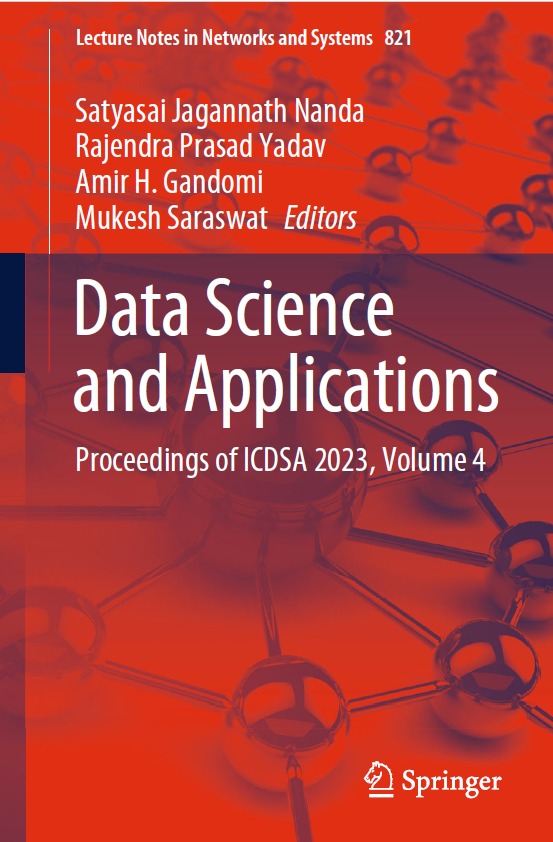 Lecture Notes in Networks and Systems 821
Satyasai Jagannath Nanda
Rajendra Prasad Yadav
Amir H. Gandomi
Mukesh Saraswat Editors
Data Science
and Applications
Proceedings of ICDSA 2023, Volume 4
Springer